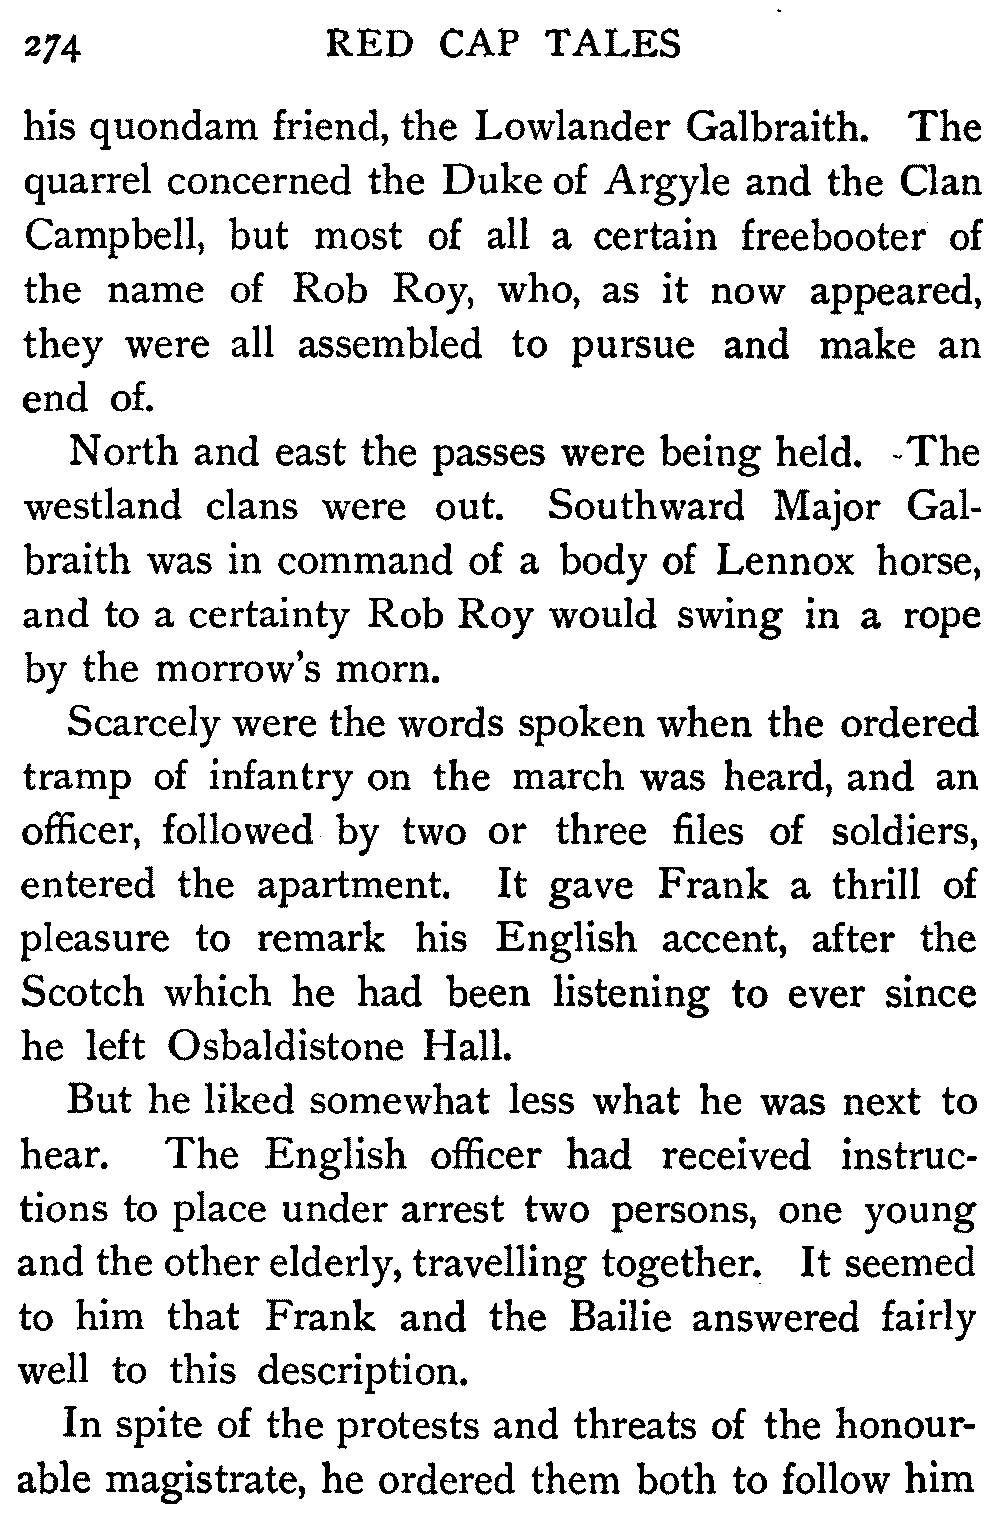 274 RED CAP TALES
his quondam friend, the Lowlander Galbraith. The
quarrel concerned the Duke of Argyle and the Clan
Campbell, but most of all a certain freebooter of
the name of Rob Roy, who, as it now appeared,
they were all assembled to pursue and make an
end of.
North and east the passes were being held. -The
westland clans were out. Southward Major Gal-
braith was in command of a body of Lennox horse,
and to a certainty Rob Roy would swing in a rope
by the morrow's morn.
Scarcely were the words spoken when the ordered
tramp of infantry on the march was heard, and an
officer, followed by two or three files of soldiers,
entered the apartment. It gave Frank a thrill of
pleasure to remark his English accent, after the
Scotch which he had been listening to ever since
he left Osbaldistone Hall.
But he liked somewhat less what he was next to
hear. The English officer had received instruc-
tions to place under arrest two persons, one young
and the other elderly, travelling together. It seemed
to him that Frank and the Bailie answered fairly
well to this description.
In spite of the protests and threats of the honour-
able magistrate, he ordered them both to follow him